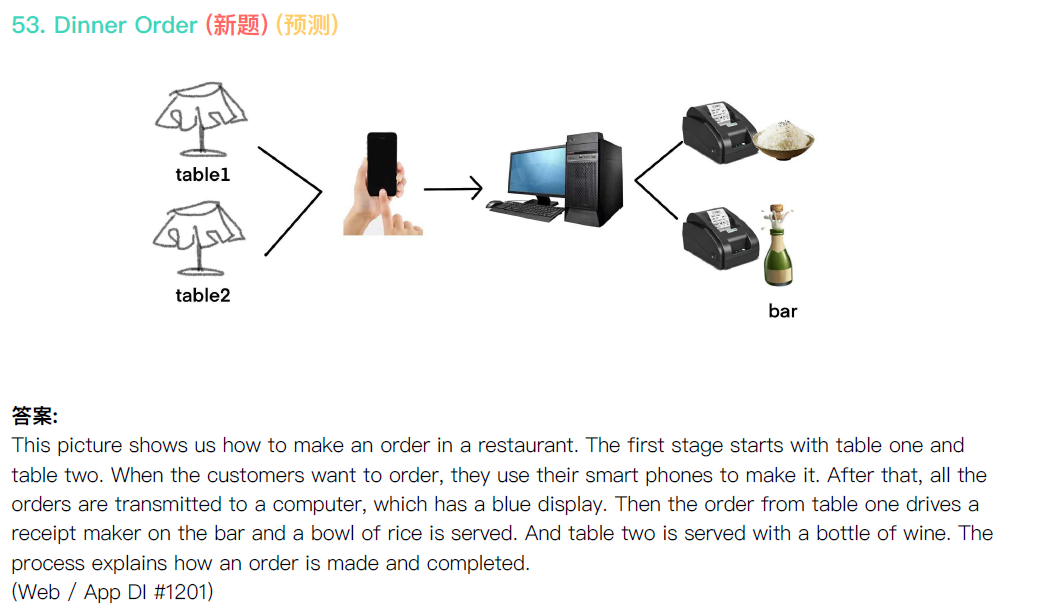 53. Dinner Order (新题) (预测)
table1
table2
bar
答案:
This picture shows us how to make an order in a restaurant. The first stage starts with table one and
table two. When the customers want to order, they use their smart phones to make it. After that, all the
orders are transmitted to a computer, which has a blue display. Then the order from table one drives a
receipt maker on the bar and a bowl of rice is served. And table two is served with a bottle of wine. The
process explains how an order is made and completed.
(Web / App DI #1201)